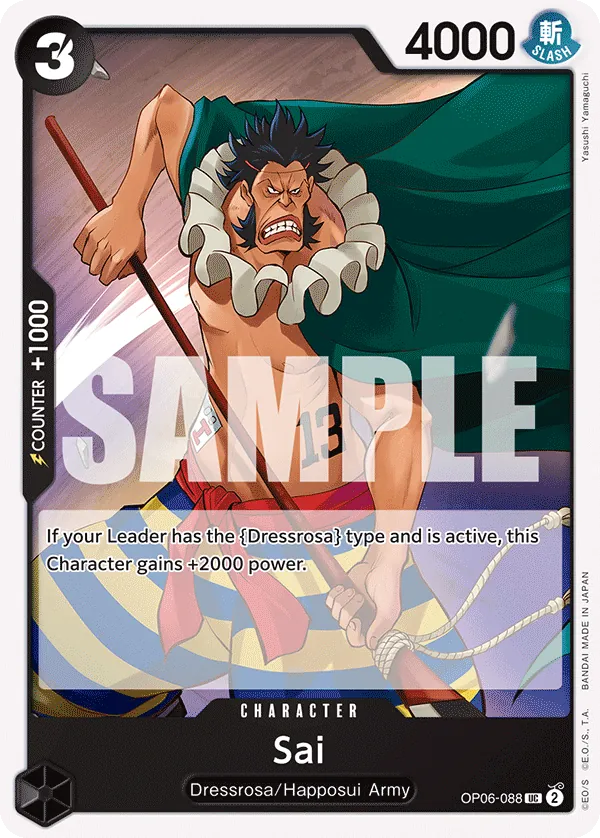 3
4000
斬
SLASH
Yasushi Yamaguchi
COUNTER +1000
SAMPLE
13
If your Leader has the {Dressrosa} type and is active, this
Character gains +2000 power.
CHARACTER
Sai
Dressrosa/Happosui Army
OP06-088 UC 2
©EO/S ©E.O./S., T.A. BANDAI MADE IN JAPAN